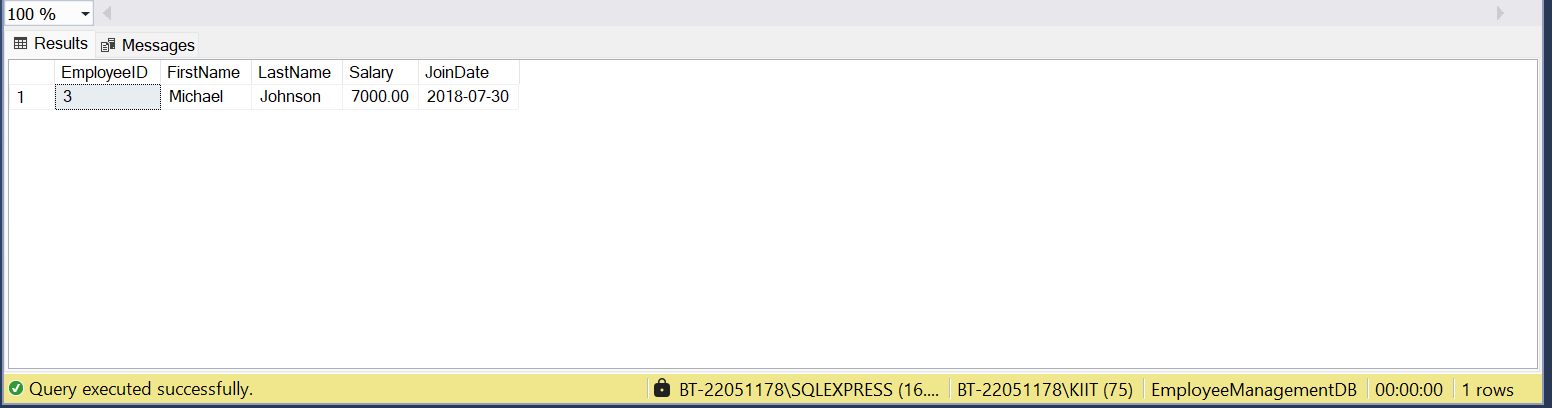 100 %
Results Messages
EmployeeID FirstName LastName Salary JoinDate
1 3 Michael Johnson 7000.00 2018-07-30
Query executed successfully. BT-22051178\SQLEXPRESS (16.... BT-22051178\KIIT (75) EmployeeManagementDB 00:00:00 1 rows